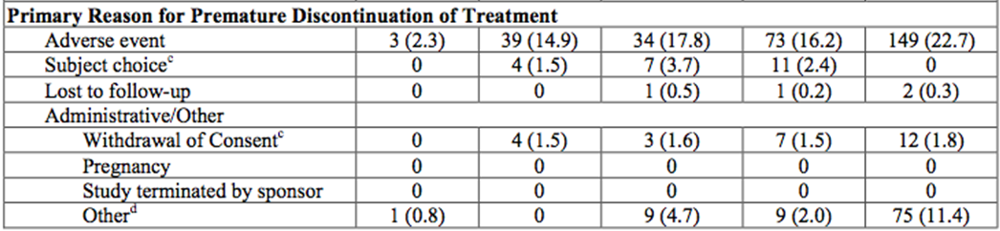 Primary Reason for Premature Discontinuation of Treatment
Adverse event 3 (2.3) 39 (14.9) 34 (17.8) 73 (16.2) 149 (22.7)
Subject choiceᶜ 0 4 (1.5) 7 (3.7) 11 (2.4) 0
Lost to follow-up 0 0 1 (0.5) 1 (0.2) 2 (0.3)
Administrative/Other
Withdrawal of Consentᶜ 0 4 (1.5) 3 (1.6) 7 (1.5) 12 (1.8)
Pregnancy 0 0 0 0 0
Study terminated by sponsor 0 0 0 0 0
Otherᵈ 1 (0.8) 0 9 (4.7) 9 (2.0) 75 (11.4)